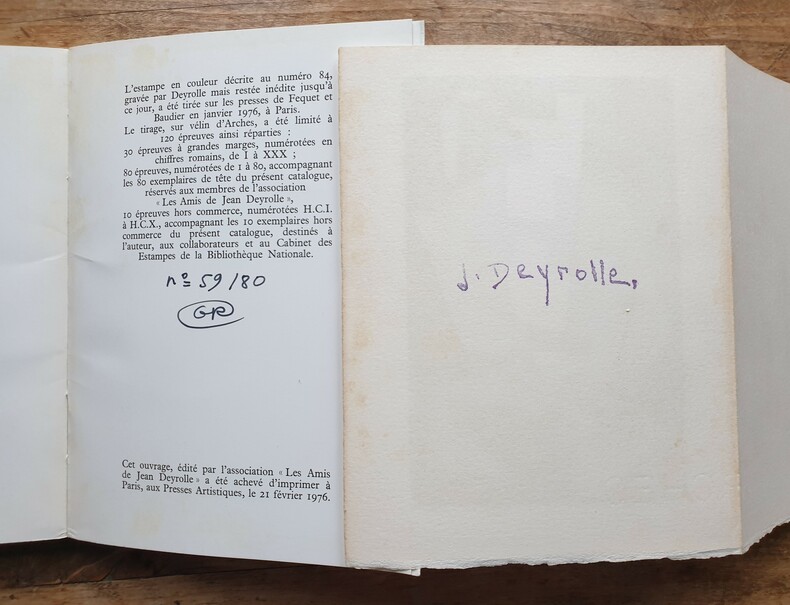 L'estampe en couleur décrite au numéro 84,
gravée par Deyrolle mais restée inédite jusqu'à
ce jour, a été tirée sur les presses de Fequet et
Baudier en janvier 1976, à Paris.
Le tirage, sur vélin d'Arches, a été limité à
120 épreuves ainsi réparties :
30 épreuves à grandes marges, numérotées en
chiffres romains, de I à XXX ;
80 épreuves, numérotées de 1 à 80, accompagnant
les 80 exemplaires de tête du présent catalogue,
réservés aux membres de l'association
« Les Amis de Jean Deyrolle »,
10 épreuves hors commerce, numérotées H.C.I.
à H.C.X., accompagnant les 10 exemplaires hors
commerce du présent catalogue, destinés à
l'auteur, aux collaborateurs et au Cabinet des
Estampes de la Bibliothèque Nationale.
nº 59/80
GR
Cet ouvrage, édité par l'association « Les Amis
de Jean Deyrolle » a été achevé d'imprimer à
Paris, aux Presses Artistiques, le 21 février 1976.
J. Deyrolle.